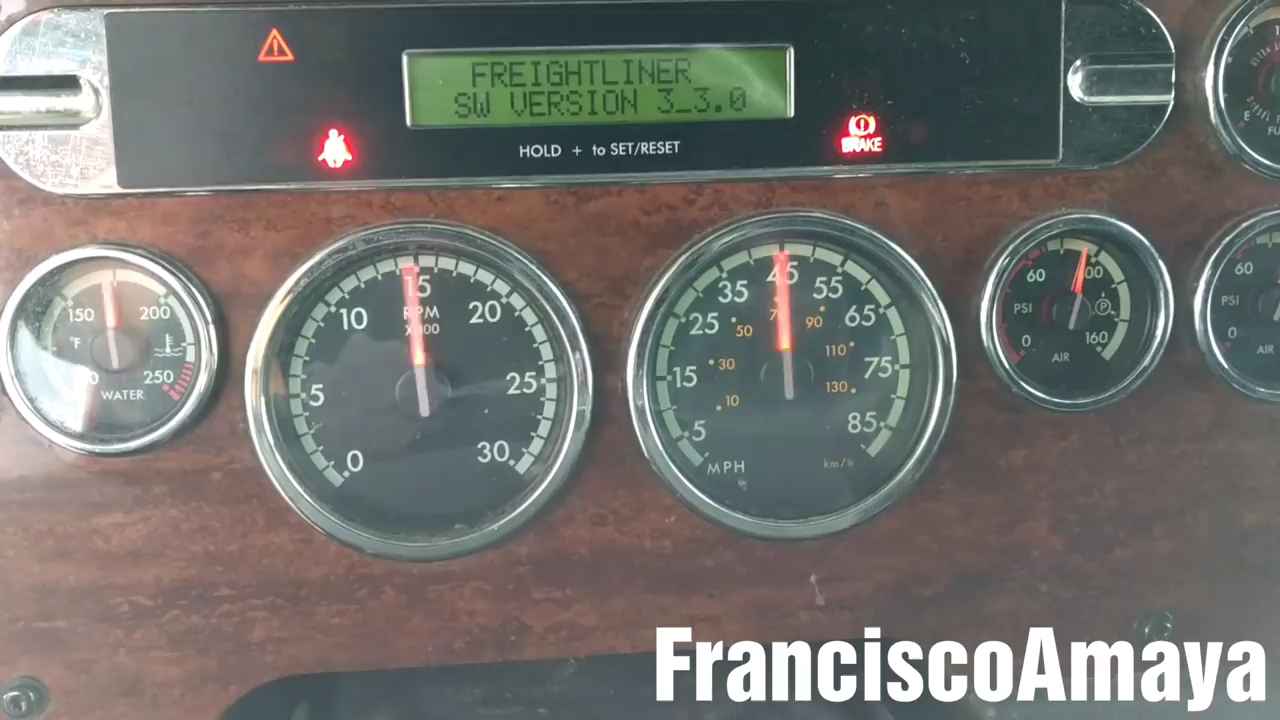 FREIGHTLINER
SW VERSION 3_3.0
HOLD + to SET/RESET
BRAKE
150 200
°F
250
WATER
0 5 10 15 20 25 30
RPM
X100
5 15 25 35 45 55 65 75 85
10 30 50 90 110 130
MPH km/h
0 60 100 160
PSI
P
AIR
60
PSI
0
AIR
E
FranciscoAmaya